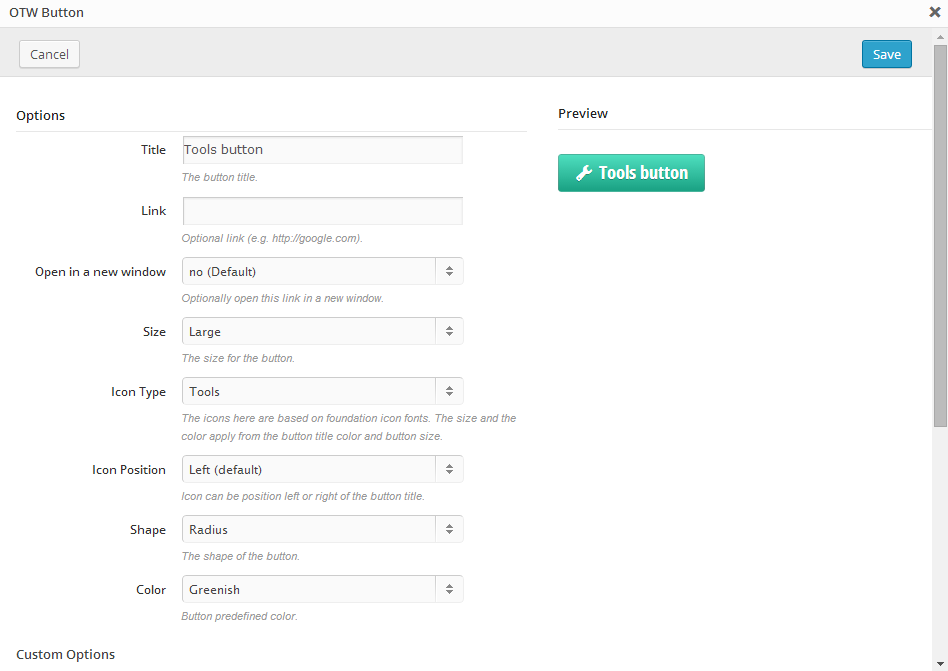 OTW Button
Cancel
Save
Options
Title
Tools button
The button title.
Link
Optional link (e.g. http://google.com).
Open in a new window
no (Default)
Optionally open this link in a new window.
Size
Large
The size for the button.
Icon Type
Tools
The icons here are based on foundation icon fonts. The size and the
color apply from the button title color and button size.
Icon Position
Left (default)
Icon can be position left or right of the button title.
Shape
Radius
The shape of the button.
Color
Greenish
Button predefined color.
Custom Options
Preview
Tools button